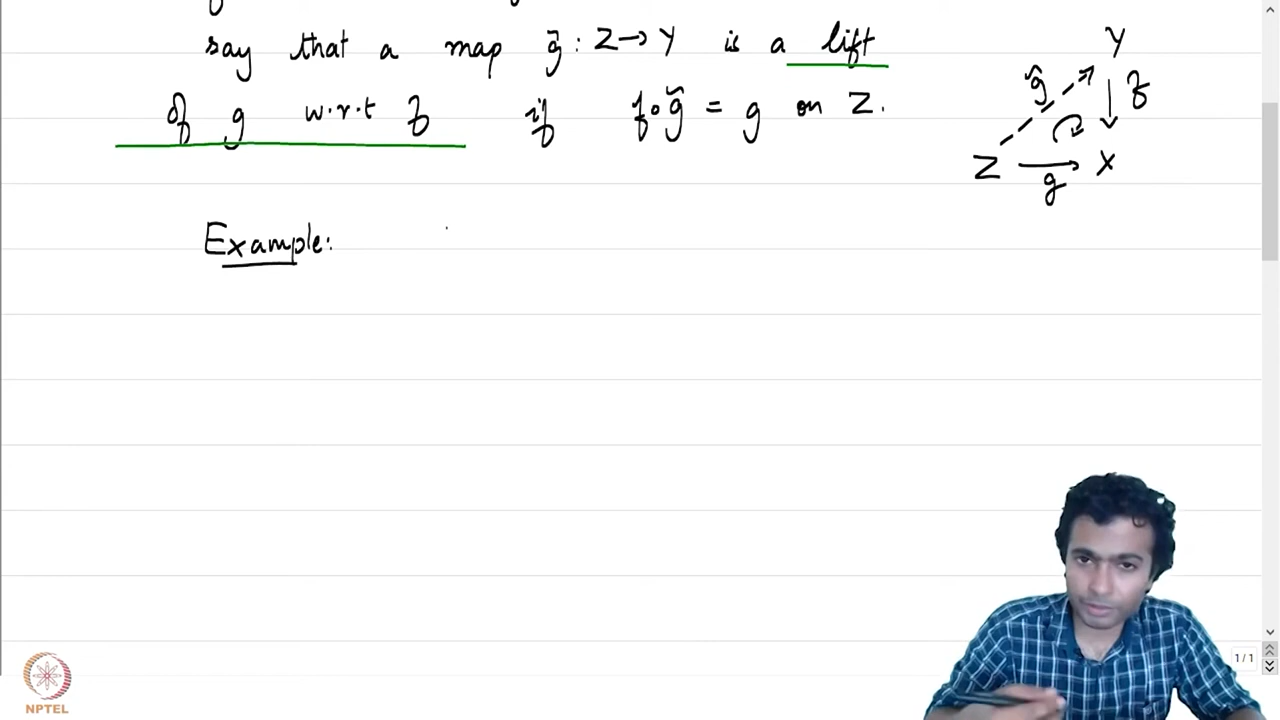 say that a map g̃ : Z → Y is a lift
of g w.r.t f if f∘g̃ = g on Z.
Y
g̃ f
Z X
g
Example:
1 / 1
NPTEL